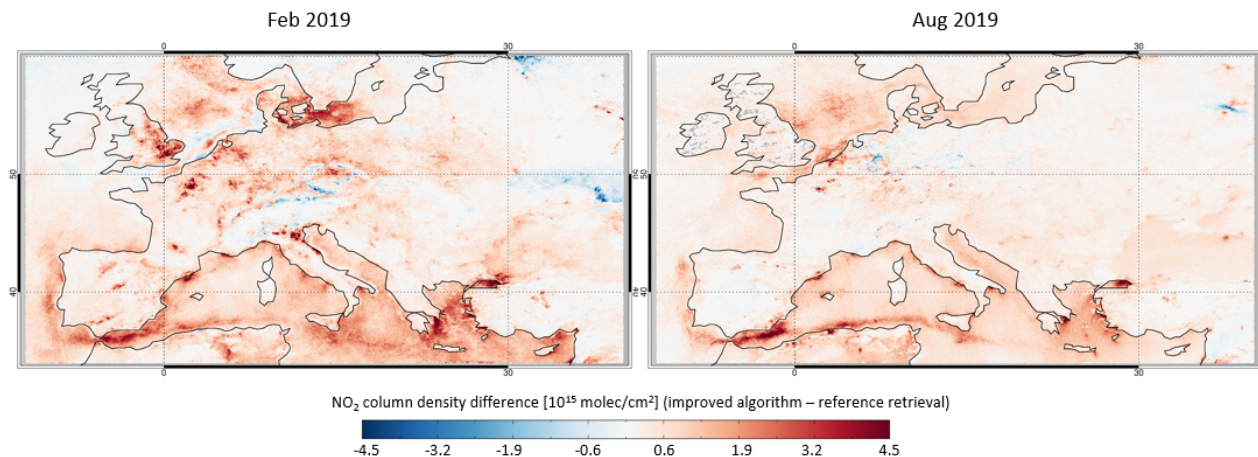 Feb 2019
Aug 2019
0 30
0 30
50 50 50
40 40 40
0 30
0 30
NO₂ column density difference [10¹⁵ molec/cm²] (improved algorithm – reference retrieval)
-4.5 -3.2 -1.9 -0.6 0.6 1.9 3.2 4.5